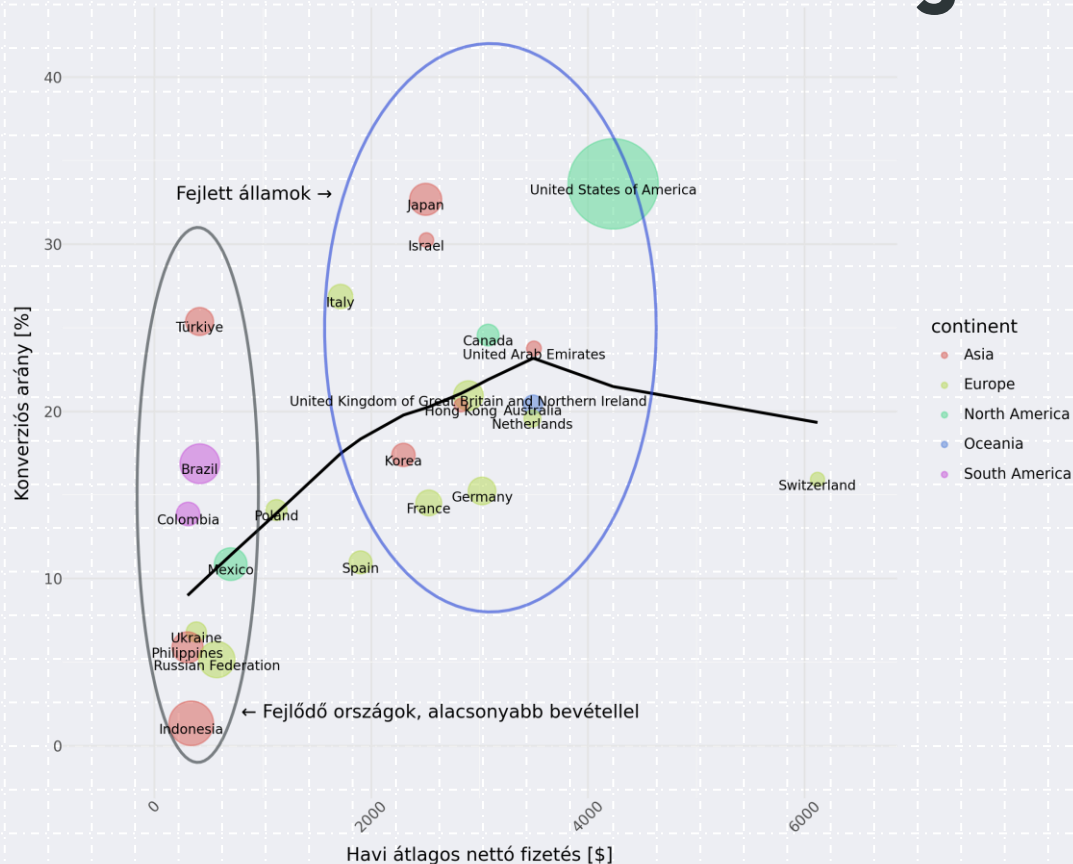 40
Fejlett államok →
United States of America
Japan
30
Israel
Italy
Türkiye
Canada
United Arab Emirates
20
United Kingdom of Great Britain and Northern Ireland
Hong Kong
Australia
Netherlands
Brazil
Korea
Switzerland
Germany
France
Colombia
Poland
10
Mexico
Spain
Ukraine
Philippines
Russian Federation
← Fejlődő országok, alacsonyabb bevétellel
Indonesia
0
Konverziós arány [%]
0
2000
4000
6000
Havi átlagos nettó fizetés [$]
continent
Asia
Europe
North America
Oceania
South America